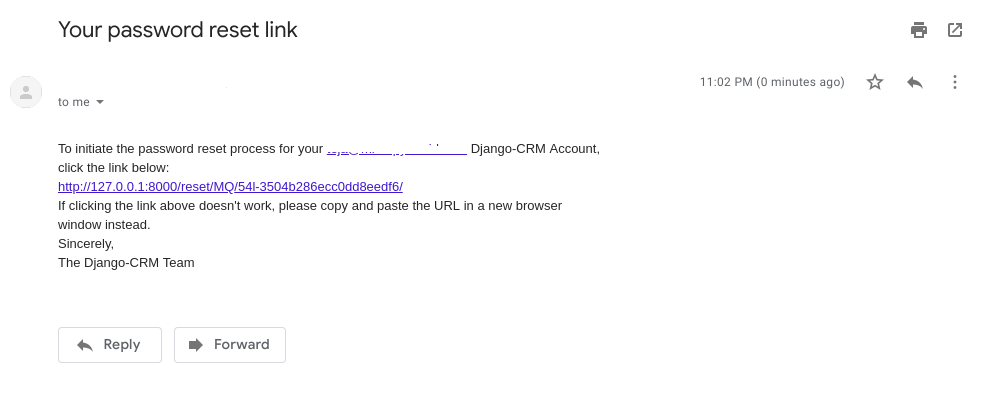 Your password reset link
11:02 PM (0 minutes ago)
to me
To initiate the password reset process for your Django-CRM Account,
click the link below:
http://127.0.0.1:8000/reset/MQ/54l-3504b286ecc0dd8eedf6/
If clicking the link above doesn't work, please copy and paste the URL in a new browser
window instead.
Sincerely,
The Django-CRM Team
Reply
Forward